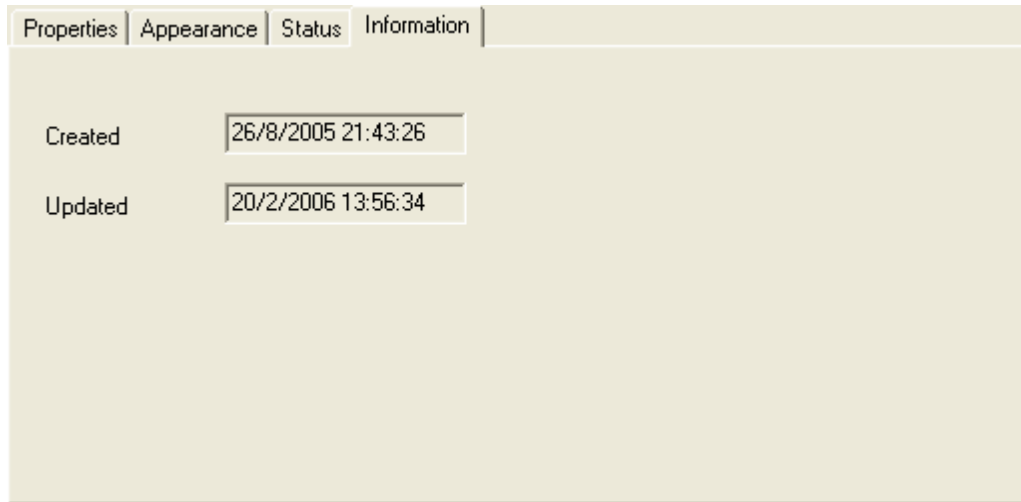 Properties Appearance Status Information
Created 26/8/2005 21:43:26
Updated 20/2/2006 13:56:34